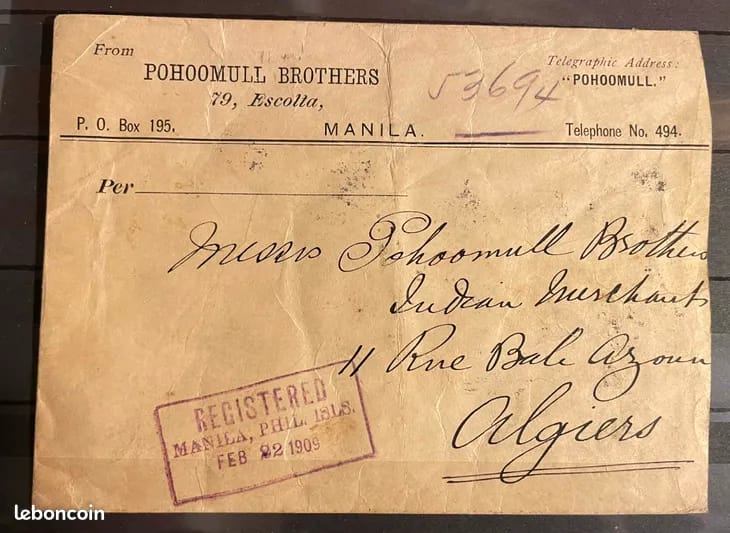 From
POHOOMULL BROTHERS
79, Escolta,
P. O. Box 195.
MANILA.
Telegraphic Address:
"POHOOMULL."
Telephone No. 494.
53694
Per
Messrs Pohoomull Brothers
Indian Merchants
11 Rue Bab Azoun
Algiers
REGISTERED
MANILA, PHIL. ISLS.
FEB 22 1909
leboncoin